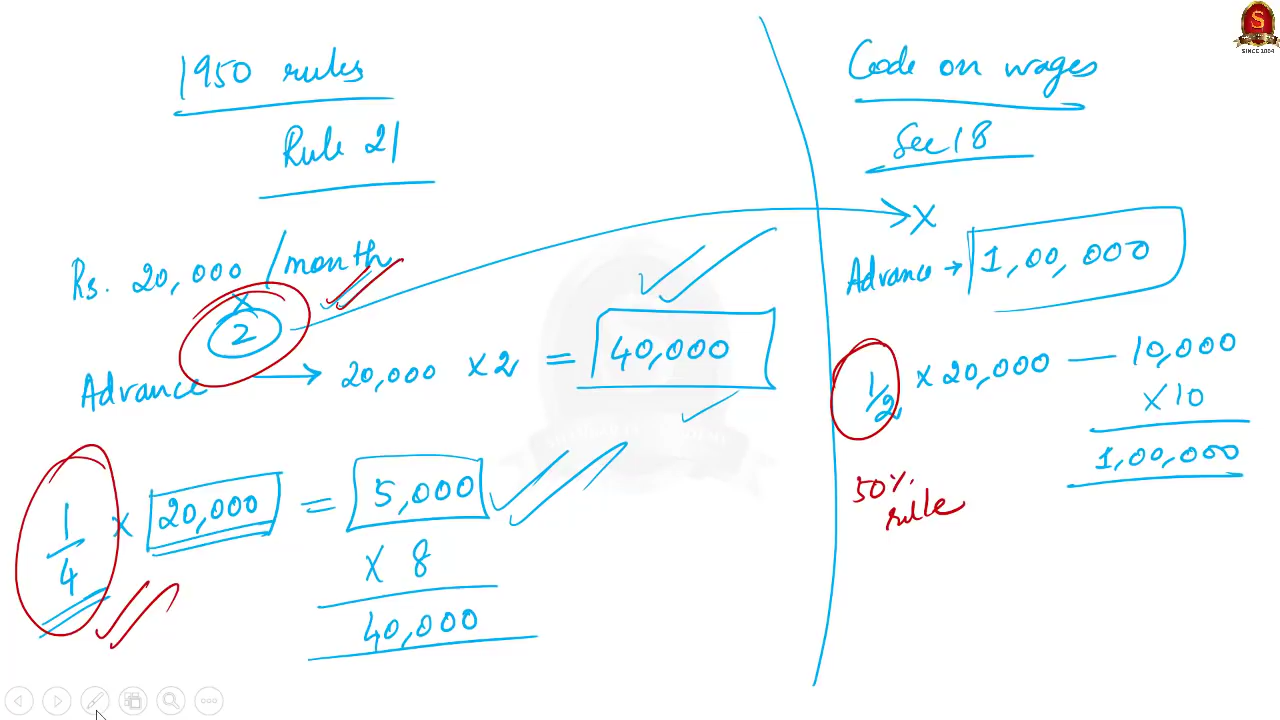 1950 rules
Rule 21
Rs. 20,000 /month
x
2
Advance → 20,000 x 2 = 40,000
1/4 x 20,000 = 5,000
x 8
40,000
Code on wages
Sec 18
x
Advance → 1,00,000
1/2 x 20,000 — 10,000
x 10
1,00,000
50% rule
S
SINCE 2004